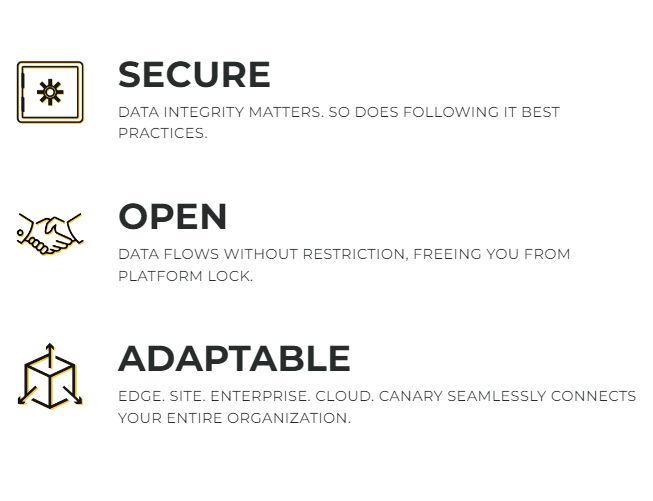 SECURE
DATA INTEGRITY MATTERS. SO DOES FOLLOWING IT BEST
PRACTICES.
OPEN
DATA FLOWS WITHOUT RESTRICTION, FREEING YOU FROM
PLATFORM LOCK.
ADAPTABLE
EDGE. SITE. ENTERPRISE. CLOUD. CANARY SEAMLESSLY CONNECTS
YOUR ENTIRE ORGANIZATION.